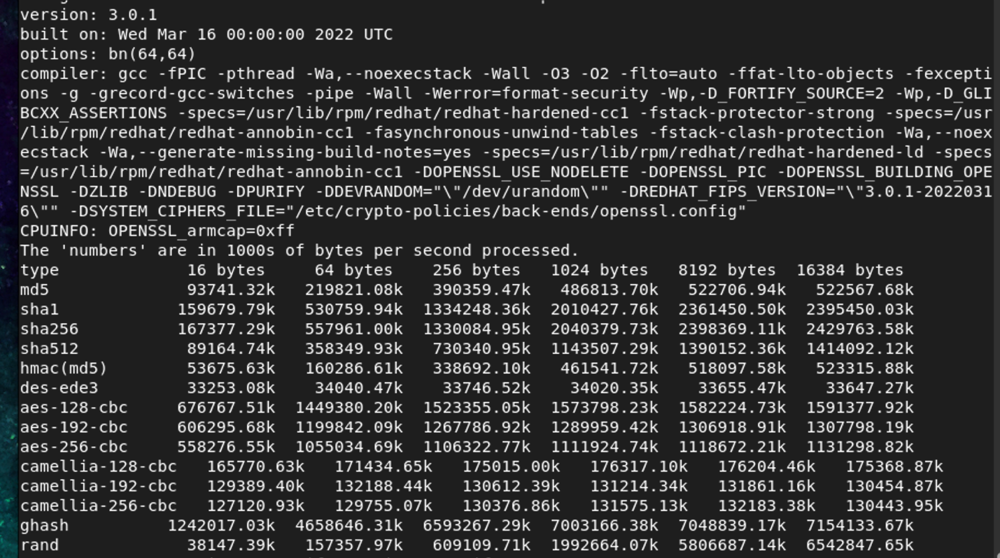 version: 3.0.1
built on: Wed Mar 16 00:00:00 2022 UTC
options: bn(64,64)
compiler: gcc -fPIC -pthread -Wa,--noexecstack -Wall -O3 -O2 -flto=auto -ffat-lto-objects -fexcepti
ons -g -grecord-gcc-switches -pipe -Wall -Werror=format-security -Wp,-D_FORTIFY_SOURCE=2 -Wp,-D_GLI
BCXX_ASSERTIONS -specs=/usr/lib/rpm/redhat/redhat-hardened-cc1 -fstack-protector-strong -specs=/usr
/lib/rpm/redhat/redhat-annobin-cc1 -fasynchronous-unwind-tables -fstack-clash-protection -Wa,--noex
ecstack -Wa,--generate-missing-build-notes=yes -specs=/usr/lib/rpm/redhat/redhat-hardened-ld -specs
=/usr/lib/rpm/redhat/redhat-annobin-cc1 -DOPENSSL_USE_NODELETE -DOPENSSL_PIC -DOPENSSL_BUILDING_OPE
NSSL -DZLIB -DNDEBUG -DPURIFY -DDEVRANDOM="\"/dev/urandom\"" -DREDHAT_FIPS_VERSION="\"3.0.1-2022031
6\"" -DSYSTEM_CIPHERS_FILE="/etc/crypto-policies/back-ends/openssl.config"
CPUINFO: OPENSSL_armcap=0xff
The 'numbers' are in 1000s of bytes per second processed.
type             16 bytes     64 bytes    256 bytes   1024 bytes   8192 bytes  16384 bytes
md5              93741.32k   219821.08k   390359.47k   486813.70k   522706.94k   522567.68k
sha1            159679.79k   530759.94k  1334248.36k  2010427.76k  2361450.50k  2395450.03k
sha256          167377.29k   557961.00k  1330084.95k  2040379.73k  2398369.11k  2429763.58k
sha512           89164.74k   358349.93k   730340.95k  1143507.29k  1390152.36k  1414092.12k
hmac(md5)        53675.63k   160286.61k   338692.10k   461541.72k   518097.58k   523315.88k
des-ede3         33253.08k    34040.47k    33746.52k    34020.35k    33655.47k    33647.27k
aes-128-cbc     676767.51k  1449380.20k  1523355.05k  1573798.23k  1582224.73k  1591377.92k
aes-192-cbc     606295.68k  1199842.09k  1267786.92k  1289959.42k  1306918.91k  1307798.19k
aes-256-cbc     558276.55k  1055034.69k  1106322.77k  1111924.74k  1118672.21k  1131298.82k
camellia-128-cbc   165770.63k   171434.65k   175015.00k   176317.10k   176204.46k   175368.87k
camellia-192-cbc   129389.40k   132188.44k   130612.39k   131214.34k   131861.16k   130454.87k
camellia-256-cbc   127120.93k   129755.07k   130376.86k   131575.13k   132183.38k   130443.95k
ghash          1242017.03k  4658646.31k  6593267.29k  7003166.38k  7048839.17k  7154133.67k
rand             38147.39k   157357.97k   609109.71k  1992664.07k  5806687.14k  6542847.65k